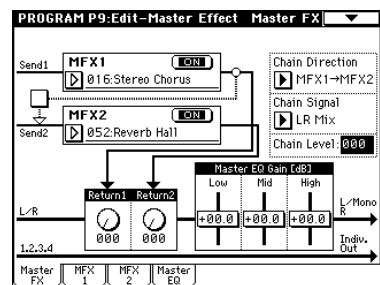 PROGRAM P9:Edit-Master Effect Master FX
Send1
MFX1
ON
016:Stereo Chorus
Chain Direction
MFX1→MFX2
Chain Signal
LR Mix
Chain Level:000
Send2
MFX2
ON
052:Reverb Hall
Master EQ Gain [dB]
Return1 Return2
Low Mid High
L/R
000 000
+00.0 +00.0 +00.0
L/Mono
R
1.2.3.4
Indiv.
Out
Master FX
MFX 1
MFX 2
Master EQ